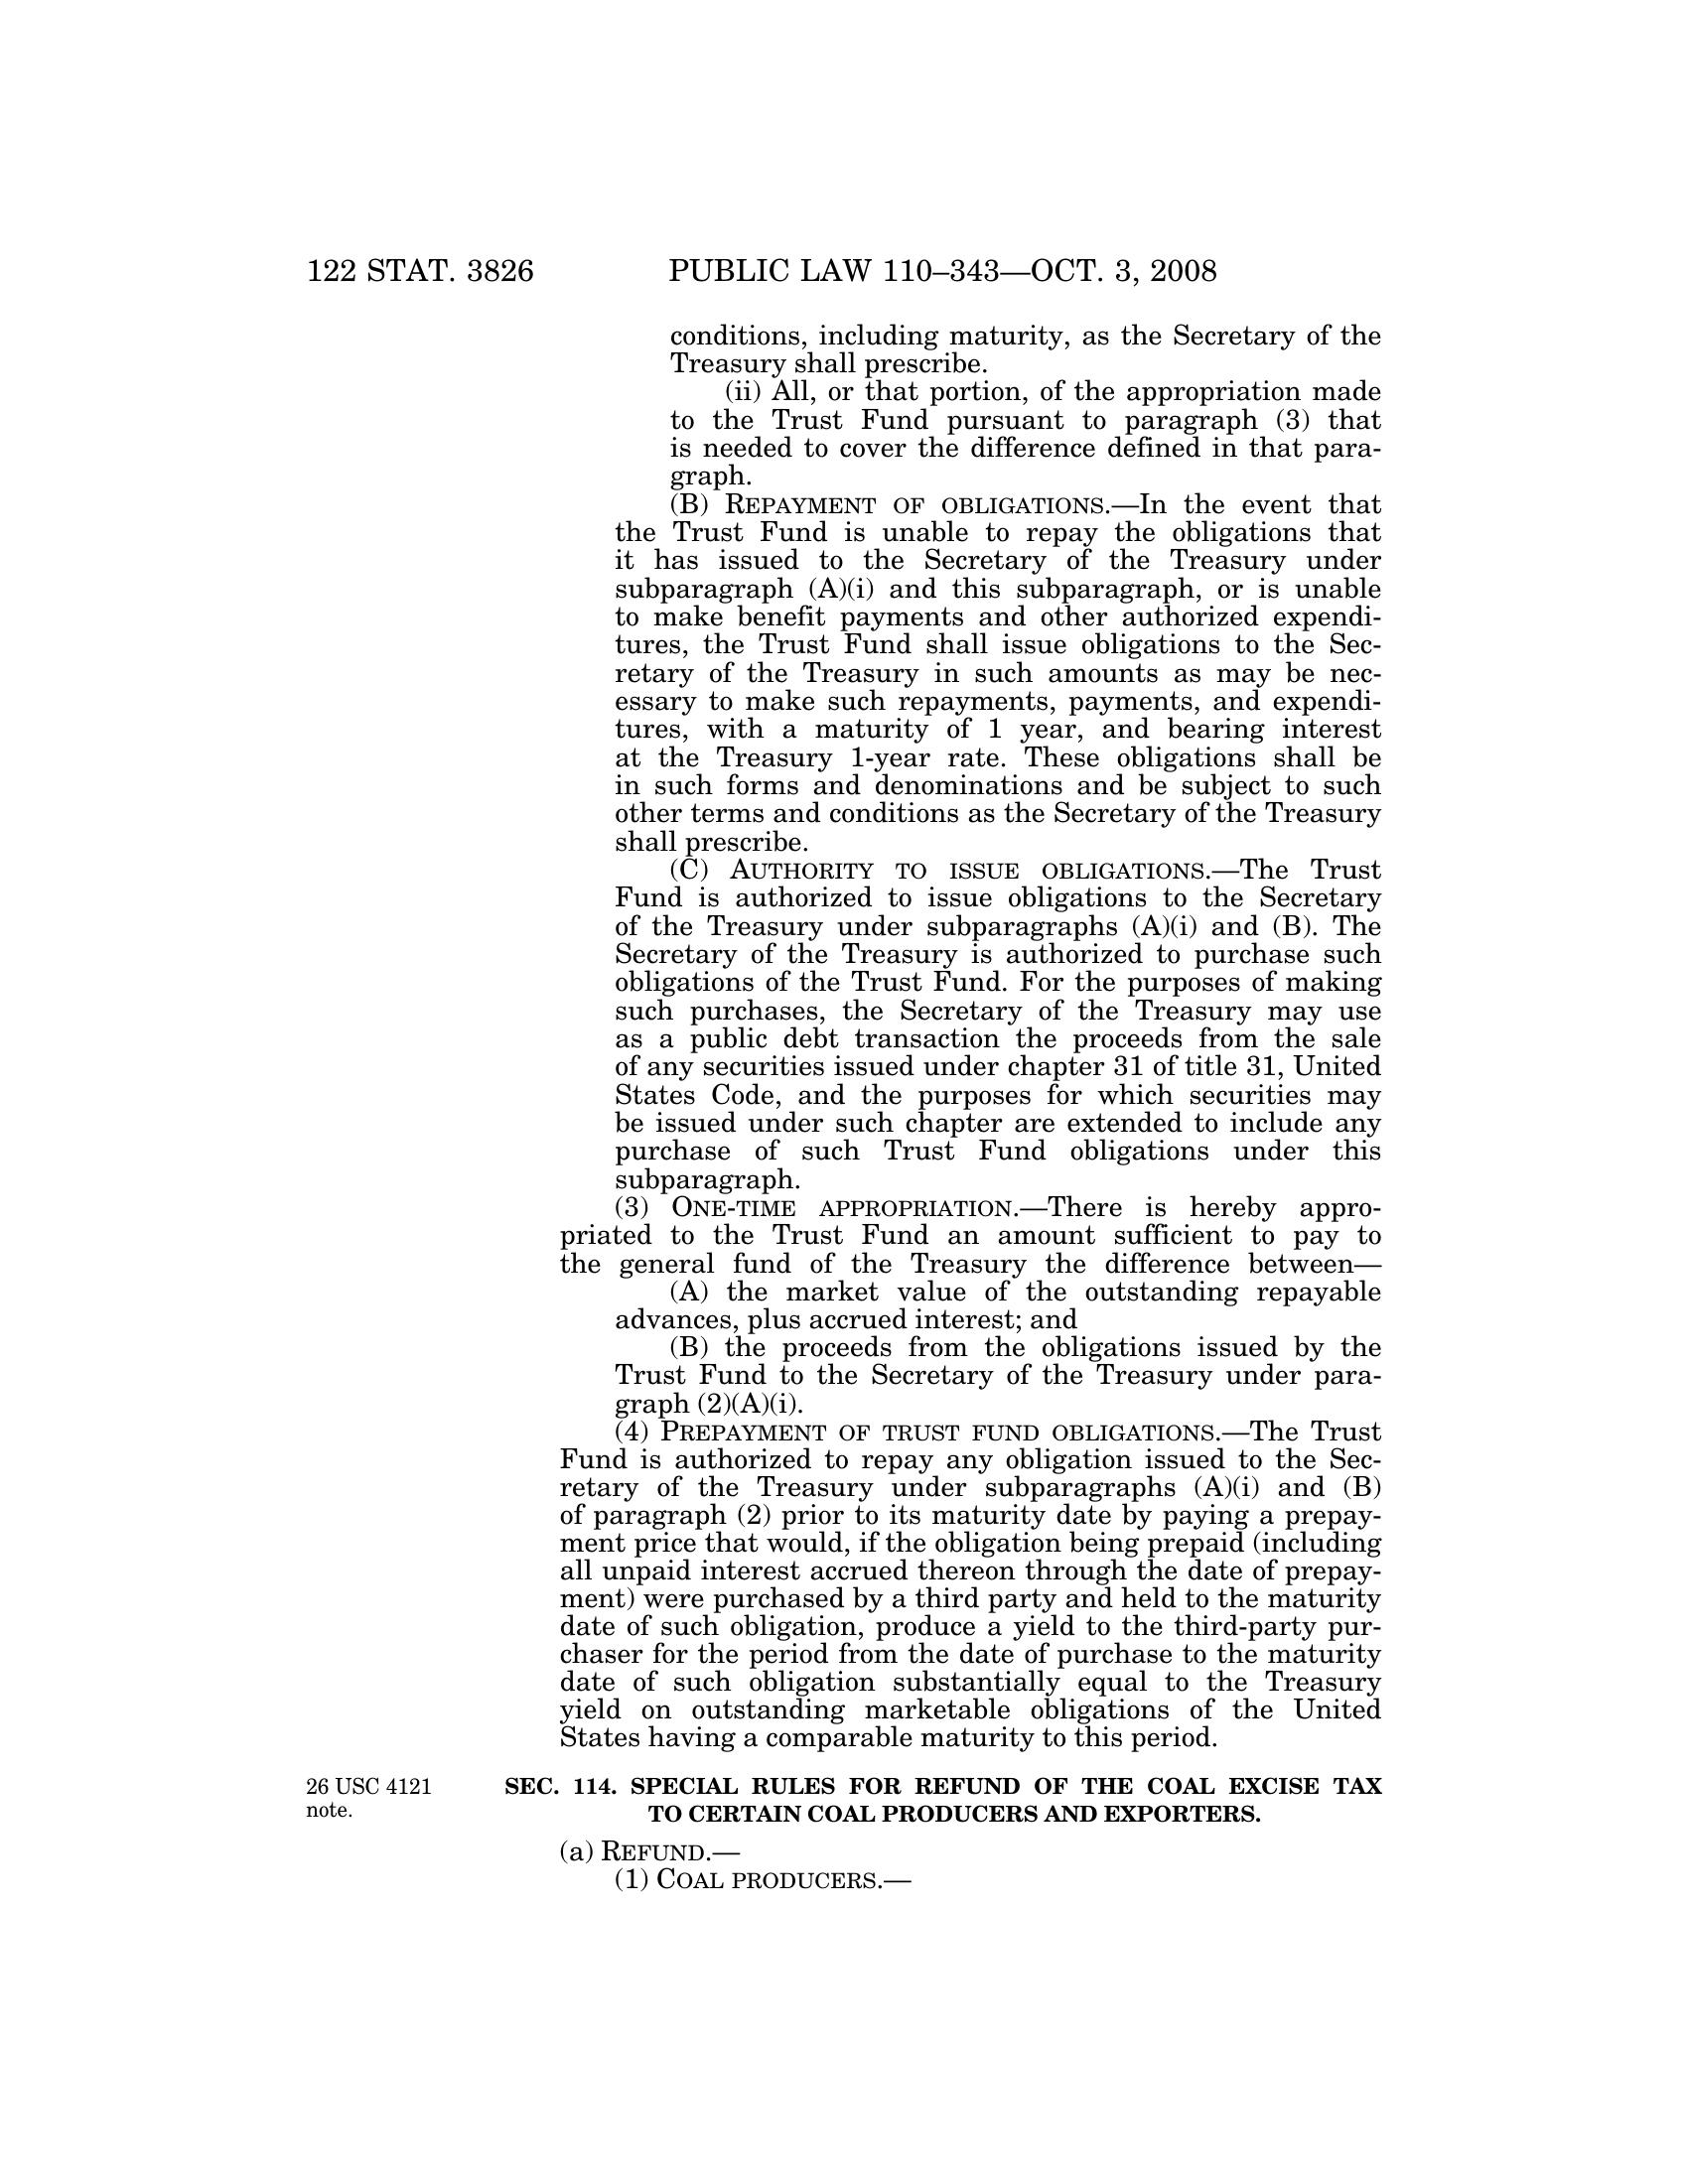 122 STAT. 3826 PUBLIC LAW 110–343—OCT. 3, 2008
conditions, including maturity, as the Secretary of the
Treasury shall prescribe.
(ii) All, or that portion, of the appropriation made
to the Trust Fund pursuant to paragraph (3) that
is needed to cover the difference defined in that para-
graph.
(B) REPAYMENT OF OBLIGATIONS.—In the event that
the Trust Fund is unable to repay the obligations that
it has issued to the Secretary of the Treasury under
subparagraph (A)(i) and this subparagraph, or is unable
to make benefit payments and other authorized expendi-
tures, the Trust Fund shall issue obligations to the Sec-
retary of the Treasury in such amounts as may be nec-
essary to make such repayments, payments, and expendi-
tures, with a maturity of 1 year, and bearing interest
at the Treasury 1-year rate. These obligations shall be
in such forms and denominations and be subject to such
other terms and conditions as the Secretary of the Treasury
shall prescribe.
(C) AUTHORITY TO ISSUE OBLIGATIONS.—The Trust
Fund is authorized to issue obligations to the Secretary
of the Treasury under subparagraphs (A)(i) and (B). The
Secretary of the Treasury is authorized to purchase such
obligations of the Trust Fund. For the purposes of making
such purchases, the Secretary of the Treasury may use
as a public debt transaction the proceeds from the sale
of any securities issued under chapter 31 of title 31, United
States Code, and the purposes for which securities may
be issued under such chapter are extended to include any
purchase of such Trust Fund obligations under this
subparagraph.
(3) ONE-TIME APPROPRIATION.—There is hereby appro-
priated to the Trust Fund an amount sufficient to pay to
the general fund of the Treasury the difference between—
(A) the market value of the outstanding repayable
advances, plus accrued interest; and
(B) the proceeds from the obligations issued by the
Trust Fund to the Secretary of the Treasury under para-
graph (2)(A)(i).
(4) PREPAYMENT OF TRUST FUND OBLIGATIONS.—The Trust
Fund is authorized to repay any obligation issued to the Sec-
retary of the Treasury under subparagraphs (A)(i) and (B)
of paragraph (2) prior to its maturity date by paying a prepay-
ment price that would, if the obligation being prepaid (including
all unpaid interest accrued thereon through the date of prepay-
ment) were purchased by a third party and held to the maturity
date of such obligation, produce a yield to the third-party pur-
chaser for the period from the date of purchase to the maturity
date of such obligation substantially equal to the Treasury
yield on outstanding marketable obligations of the United
States having a comparable maturity to this period.
26 USC 4121
note.
SEC. 114. SPECIAL RULES FOR REFUND OF THE COAL EXCISE TAX
TO CERTAIN COAL PRODUCERS AND EXPORTERS.
(a) REFUND.—
(1) COAL PRODUCERS.—